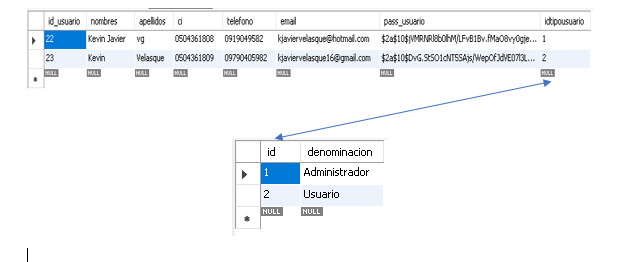 id_usuario nombres apellidos ci telefono email pass_usuario idtipousuario
22 Kevin Javier vg 0504361808 0919049582 kjaviervelasque@hotmail.com 1
23 Kevin Velasque 0504361809 09790405982 kjaviervelasque16@gmail.com 2
NULL NULL NULL NULL NULL NULL NULL NULL
id denominacion
1 Administrador
2 Usuario
NULL NULL